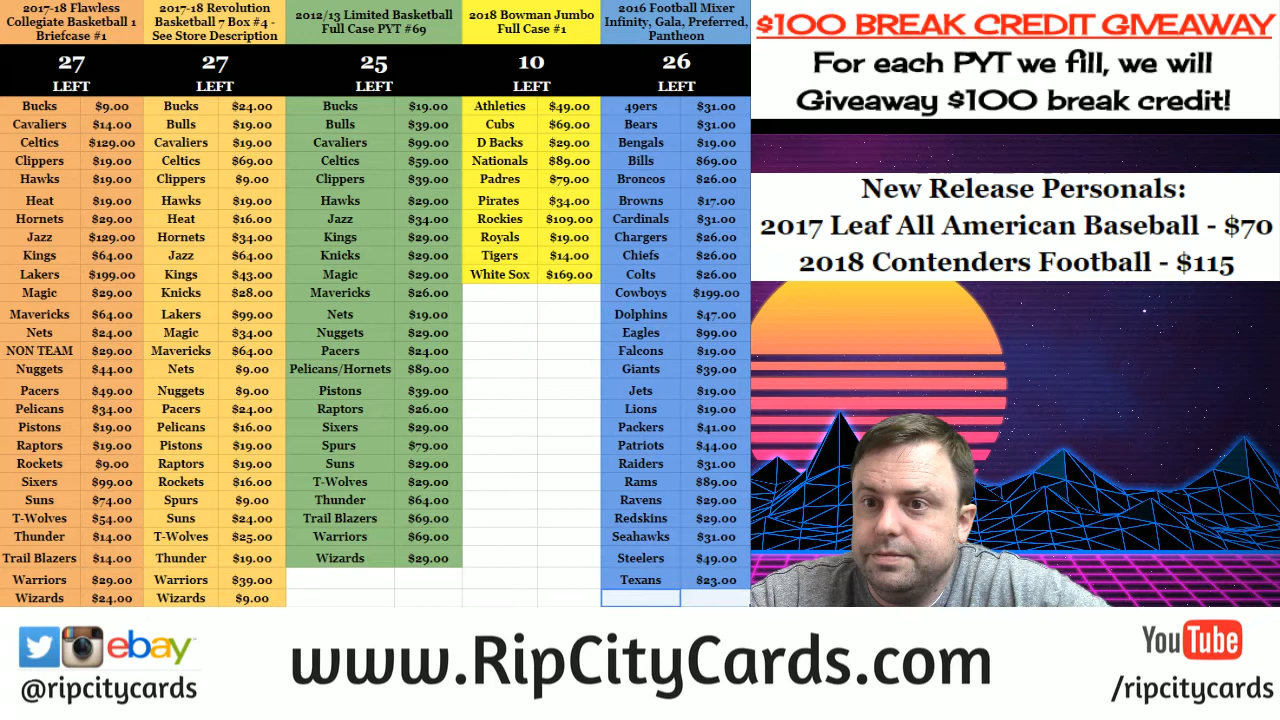 2017-18 Flawless
Collegiate Basketball 1
Briefcase #1
27
LEFT
Bucks $9.00
Cavaliers $14.00
Celtics $129.00
Clippers $19.00
Hawks $19.00
Heat $19.00
Hornets $29.00
Jazz $129.00
Kings $64.00
Lakers $199.00
Magic $29.00
Mavericks $64.00
Nets $24.00
NON TEAM $29.00
Nuggets $44.00
Pacers $49.00
Pelicans $34.00
Pistons $19.00
Raptors $19.00
Rockets $9.00
Sixers $99.00
Suns $74.00
T-Wolves $54.00
Thunder $14.00
Trail Blazers $14.00
Warriors $29.00
Wizards $24.00
2017-18 Revolution
Basketball 7 Box #4 -
See Store Description
27
LEFT
Bucks $24.00
Bulls $19.00
Cavaliers $19.00
Celtics $69.00
Clippers $9.00
Hawks $19.00
Heat $16.00
Hornets $34.00
Jazz $64.00
Kings $43.00
Knicks $28.00
Lakers $99.00
Magic $34.00
Mavericks $64.00
Nets $9.00
Nuggets $9.00
Pacers $24.00
Pelicans $16.00
Pistons $19.00
Raptors $19.00
Rockets $16.00
Spurs $9.00
Suns $24.00
T-Wolves $25.00
Thunder $19.00
Warriors $39.00
Wizards $9.00
2012/13 Limited Basketball
Full Case PYT #69
25
LEFT
Bucks $19.00
Bulls $39.00
Cavaliers $99.00
Celtics $59.00
Clippers $39.00
Hawks $29.00
Jazz $34.00
Kings $29.00
Knicks $29.00
Magic $29.00
Mavericks $26.00
Nets $19.00
Nuggets $29.00
Pacers $24.00
Pelicans/Hornets $89.00
Pistons $39.00
Raptors $26.00
Sixers $29.00
Spurs $79.00
Suns $29.00
T-Wolves $29.00
Thunder $64.00
Trail Blazers $69.00
Warriors $69.00
Wizards $29.00
2018 Bowman Jumbo
Full Case #1
10
LEFT
Athletics $49.00
Cubs $69.00
D Backs $29.00
Nationals $89.00
Padres $79.00
Pirates $34.00
Rockies $109.00
Royals $19.00
Tigers $14.00
White Sox $169.00
2016 Football Mixer
Infinity, Gala, Preferred,
Pantheon
26
LEFT
49ers $31.00
Bears $31.00
Bengals $19.00
Bills $69.00
Broncos $26.00
Browns $17.00
Cardinals $31.00
Chargers $26.00
Chiefs $26.00
Colts $26.00
Cowboys $199.00
Dolphins $47.00
Eagles $99.00
Falcons $19.00
Giants $39.00
Jets $19.00
Lions $19.00
Packers $41.00
Patriots $44.00
Raiders $31.00
Rams $89.00
Ravens $29.00
Redskins $29.00
Seahawks $31.00
Steelers $49.00
Texans $23.00
$100 BREAK CREDIT GIVEAWAY
For each PYT we fill, we will
Giveaway $100 break credit!
New Release Personals:
2017 Leaf All American Baseball - $70
2018 Contenders Football - $115
ebay
@ripcitycards
www.RipCityCards.com
YouTube
/ripcitycards